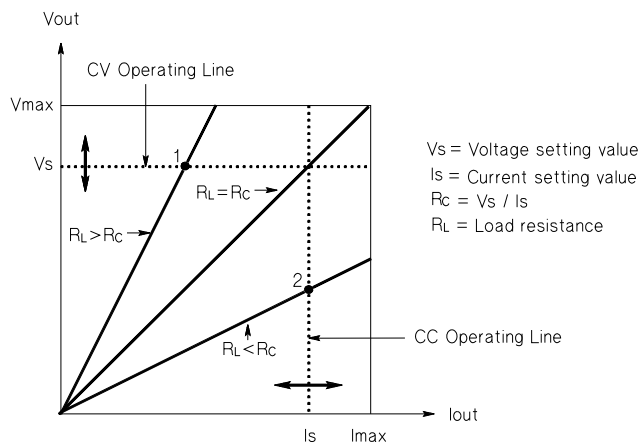 Vout
CV Operating Line
Vmax
Vs
1
RL=RC
RL>RC
2
RL<RC
CC Operating Line
Iout
Is
Imax
Vs = Voltage setting value
Is = Current setting value
RC = Vs / Is
RL = Load resistance